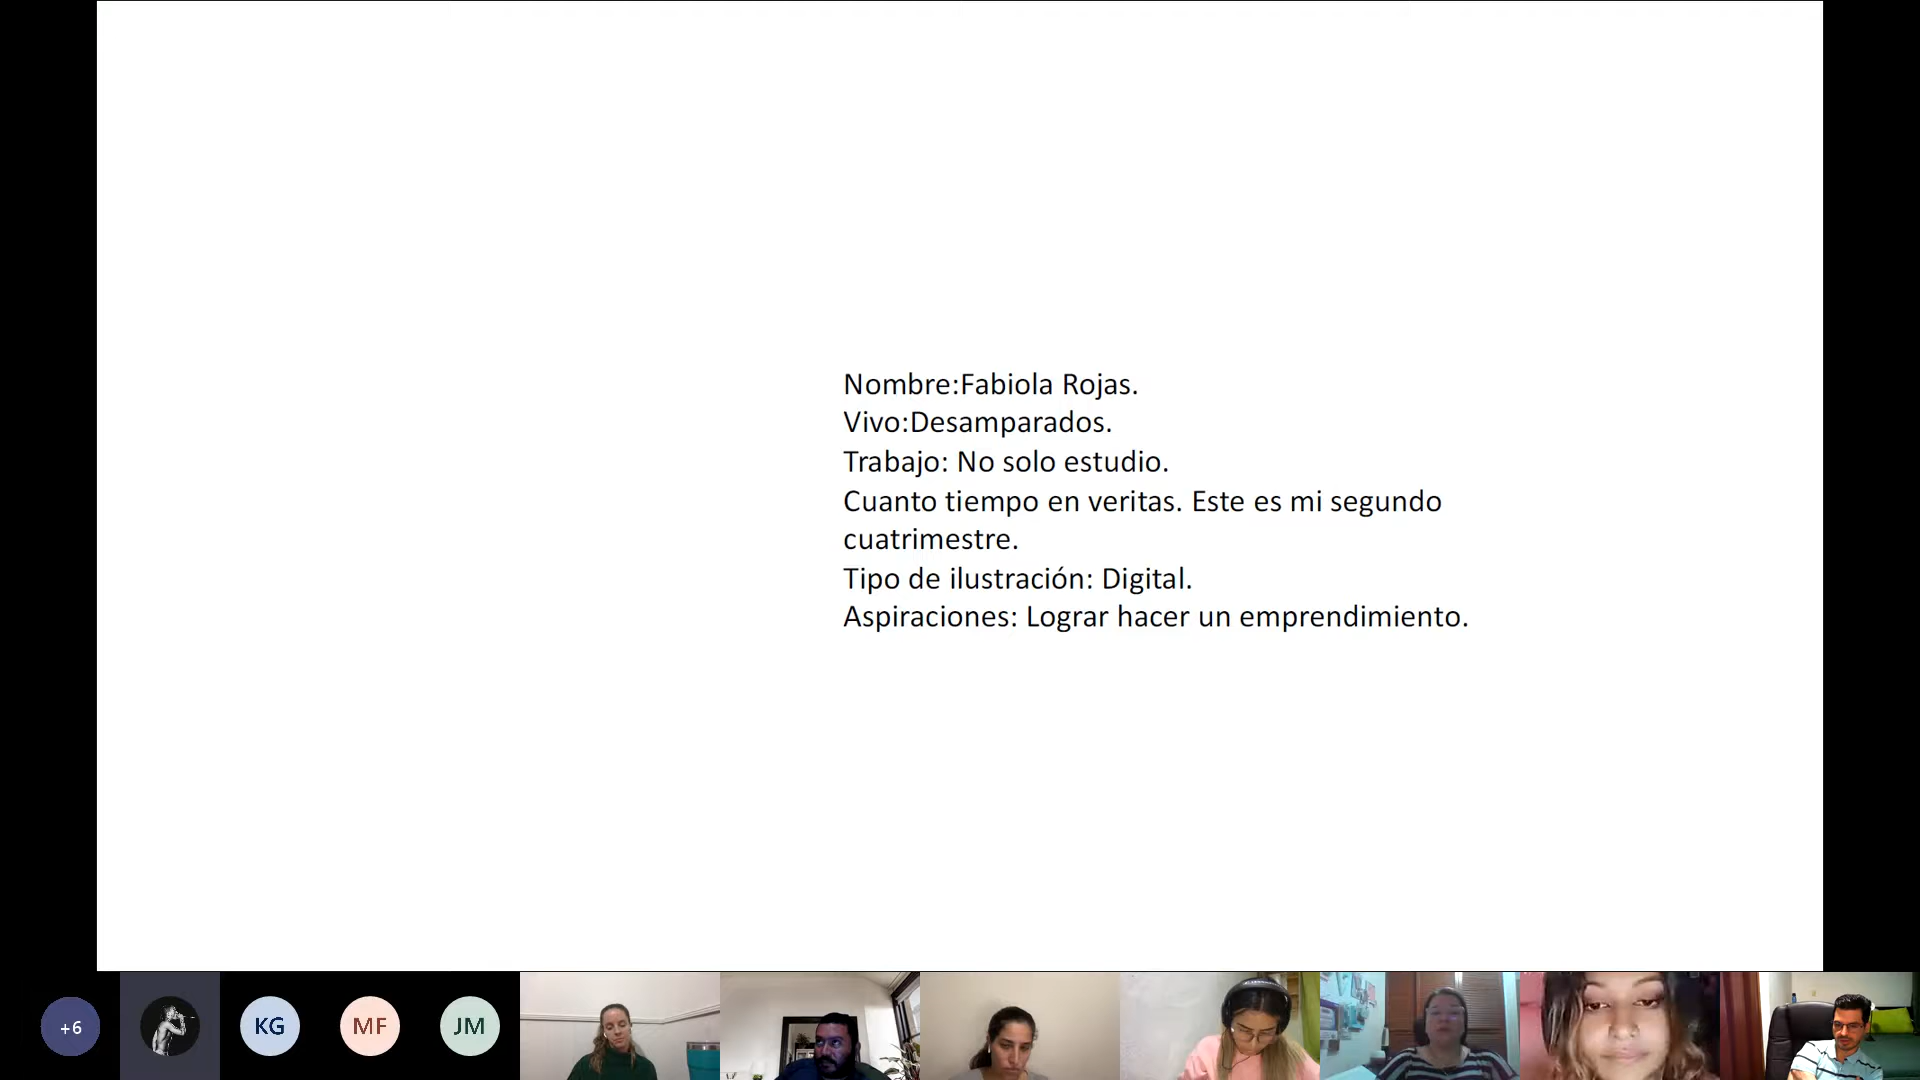 Nombre:Fabiola Rojas.
Vivo:Desamparados.
Trabajo: No solo estudio.
Cuanto tiempo en veritas. Este es mi segundo
cuatrimestre.
Tipo de ilustración: Digital.
Aspiraciones: Lograr hacer un emprendimiento.
+6
KG
MF
JM